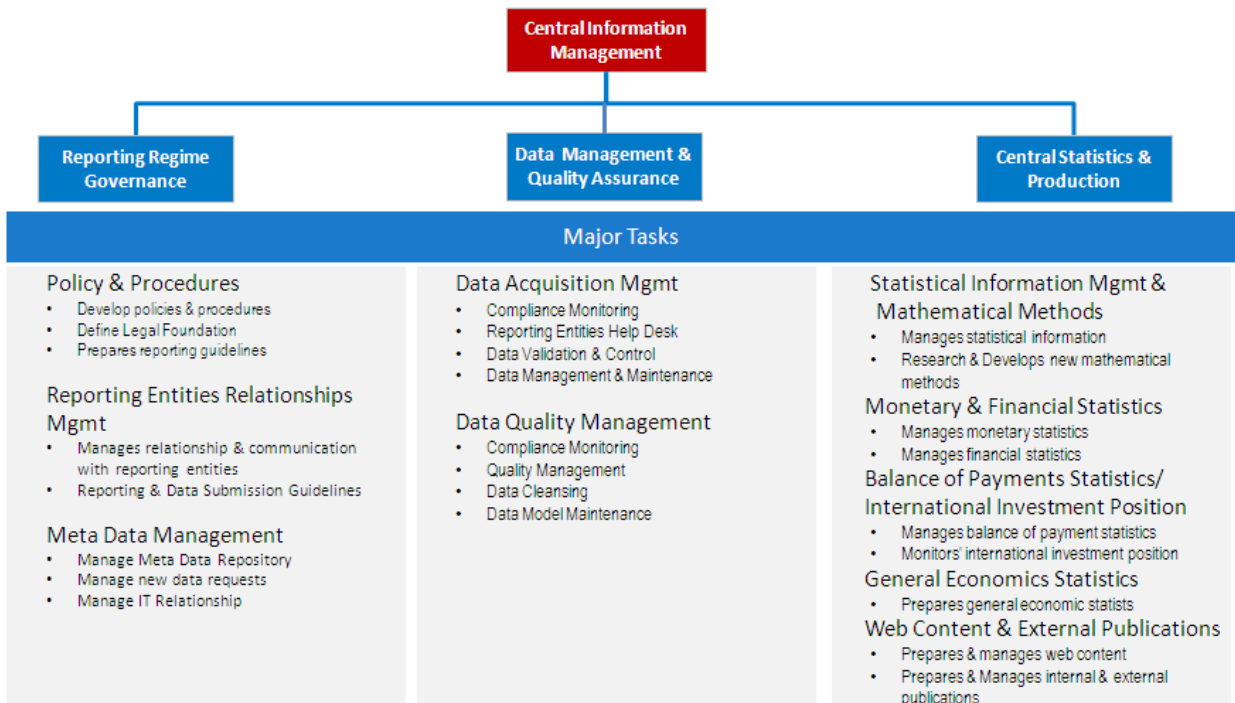 Central Information
Management
Reporting Regime
Governance
Data Management &
Quality Assurance
Central Statistics &
Production
Major Tasks
Policy & Procedures
• Develop policies & procedures
• Define Legal Foundation
• Prepares reporting guidelines
Reporting Entities Relationships
Mgmt
• Manages relationship & communication
with reporting entities
• Reporting & Data Submission Guidelines
Meta Data Management
• Manage Meta Data Repository
• Manage new data requests
• Manage IT Relationship
Data Acquisition Mgmt
• Compliance Monitoring
• Reporting Entities Help Desk
• Data Validation & Control
• Data Management & Maintenance
Data Quality Management
• Compliance Monitoring
• Quality Management
• Data Cleansing
• Data Model Maintenance
Statistical Information Mgmt &
Mathematical Methods
• Manages statistical information
• Research & Develops new mathematical
methods
Monetary & Financial Statistics
• Manages monetary statistics
• Manages financial statistics
Balance of Payments Statistics/
International Investment Position
• Manages balance of payment statistics
• Monitors' international investment position
General Economics Statistics
• Prepares general economic statists
Web Content & External Publications
• Prepares & manages web content
• Prepares & Manages internal & external
publications